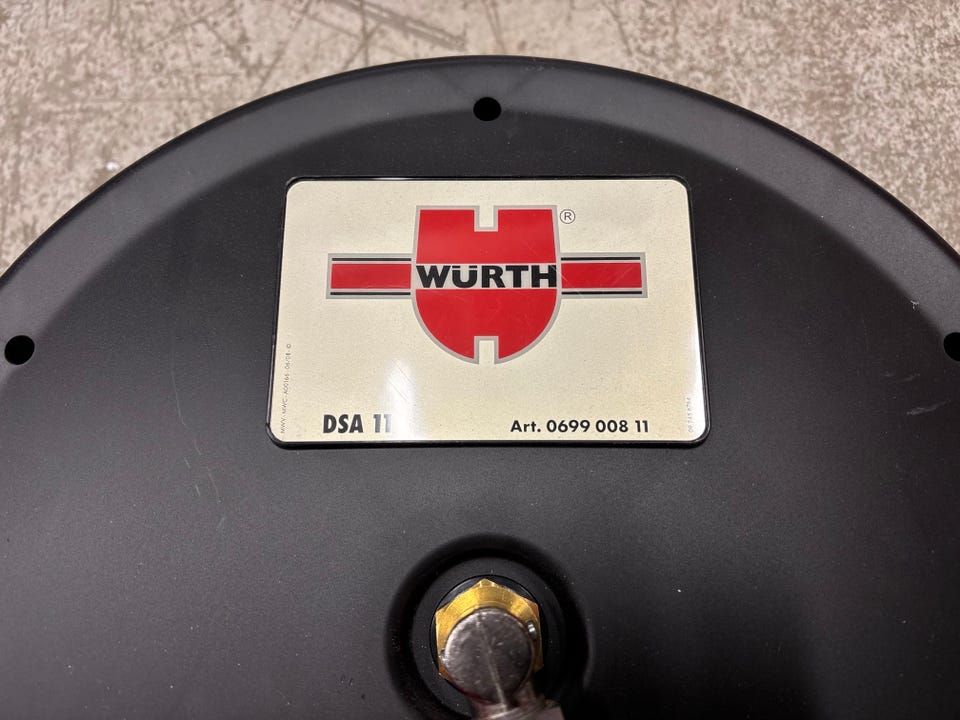 ®
WÜRTH
DSA 11
Art. 0699 008 11